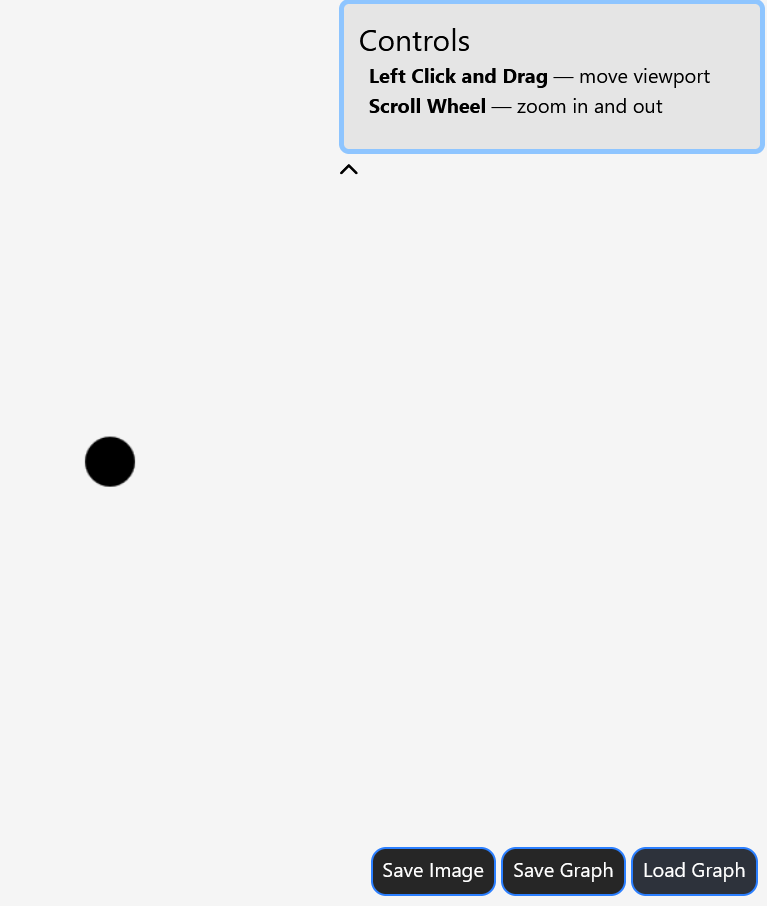 Controls
Left Click and Drag — move viewport
Scroll Wheel — zoom in and out
Save Image Save Graph Load Graph